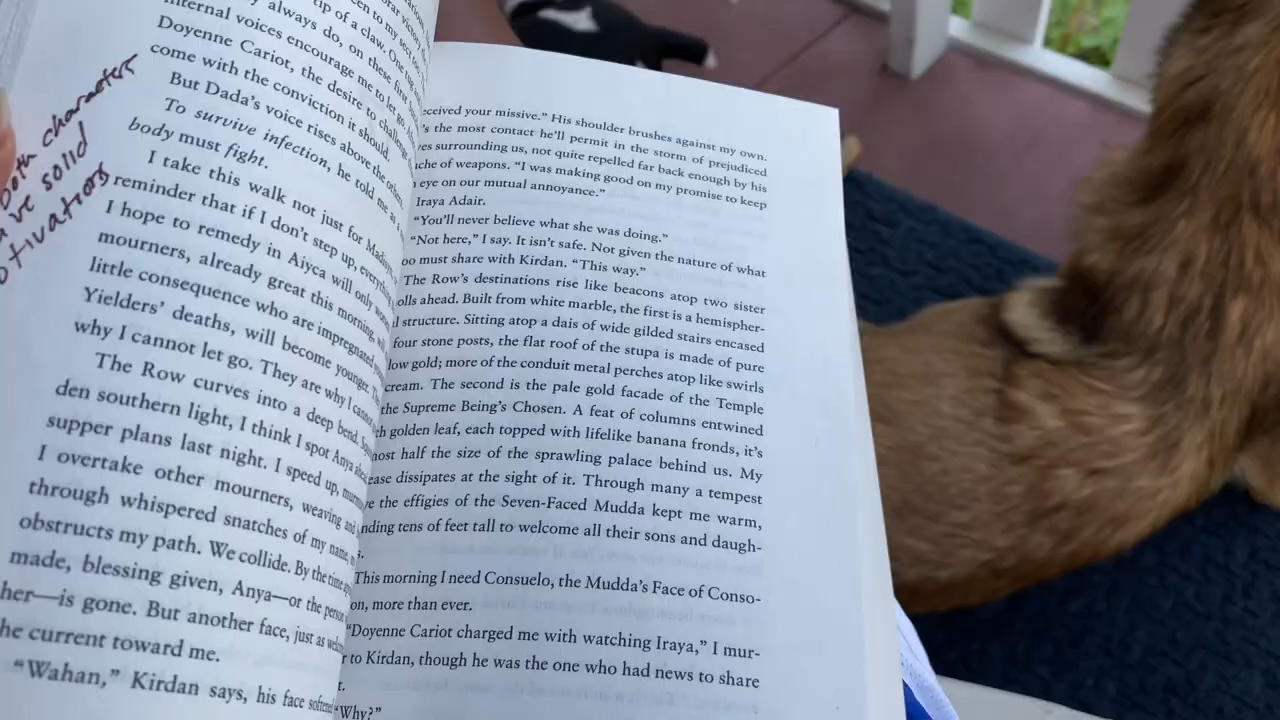 both character
solid
otivations
tip of a claw. One
always do, on these first
internal voices encourage me to let go.
Doyenne Cariot, the desire to challenge
come with the conviction it should.
But Dada's voice rises above the
To survive infection, he told me
body must fight.
I take this walk not just for
reminder that if I don't step up,
I hope to remedy in Aiyca will only
mourners, already great this morning, will
little consequence who are impregnated
Yielders' deaths, will become younger.
why I cannot let go. They are why I
The Row curves into a deep bend.
den southern light, I think I spot Anya
supper plans last night. I speed up,
I overtake other mourners, weaving and
through whispered snatches of my name,
obstructs my path. We collide. By the time
made, blessing given, Anya—or the person
her—is gone. But another face, just as
he current toward me.
"Wahan," Kirdan says, his face
eceived your missive." His shoulder brushes against my own.
's the most contact he'll permit in the storm of prejudiced
es surrounding us, not quite repelled far back enough by his
che of weapons. "I was making good on my promise to keep
eye on our mutual annoyance."
Iraya Adair.
"You'll never believe what she was doing."
"Not here," I say. It isn't safe. Not given the nature of what
oo must share with Kirdan. "This way."
The Row's destinations rise like beacons atop two sister
olls ahead. Built from white marble, the first is a hemispher-
l structure. Sitting atop a dais of wide gilded stairs encased
four stone posts, the flat roof of the stupa is made of pure
low gold; more of the conduit metal perches atop like swirls
cream. The second is the pale gold facade of the Temple
the Supreme Being's Chosen. A feat of columns entwined
h golden leaf, each topped with lifelike banana fronds, it's
most half the size of the sprawling palace behind us. My
ease dissipates at the sight of it. Through many a tempest
ve the effigies of the Seven-Faced Mudda kept me warm,
nding tens of feet tall to welcome all their sons and daugh-
s.
This morning I need Consuelo, the Mudda's Face of Conso-
on, more than ever.
"Doyenne Cariot charged me with watching Iraya," I mur-
r to Kirdan, though he was the one who had news to share
t.
"Why?"